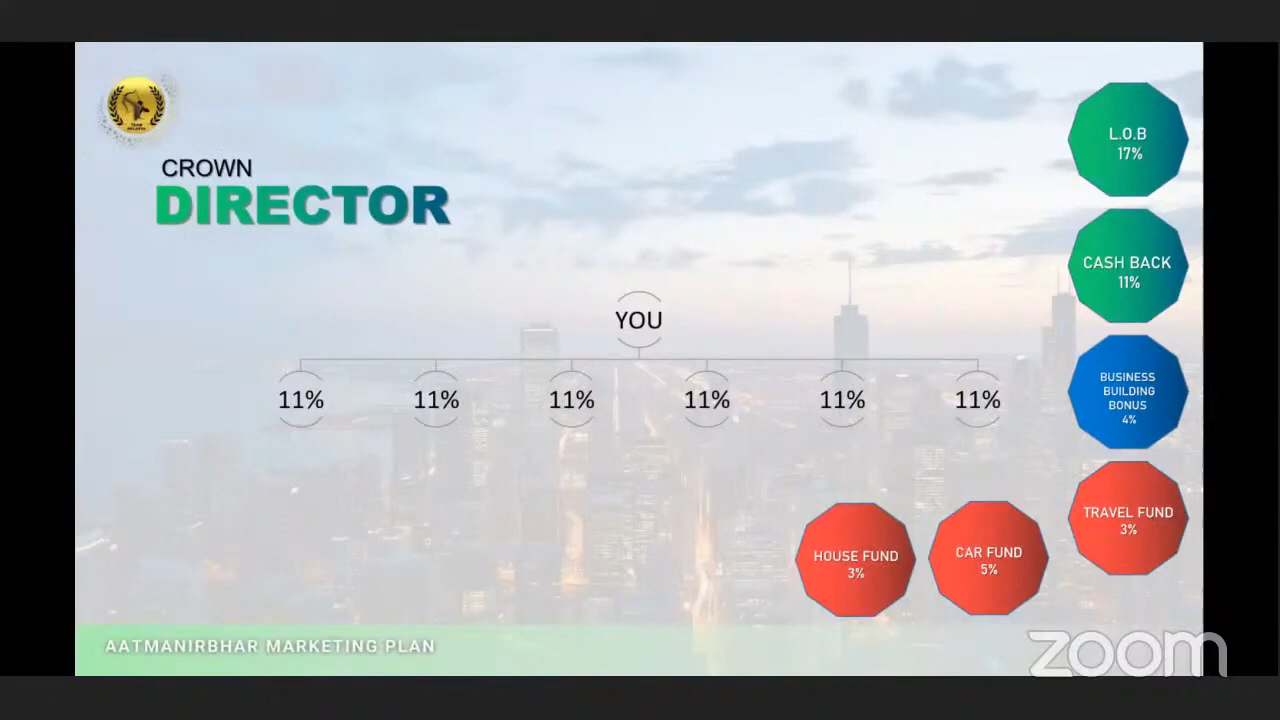 CROWN
DIRECTOR
L.O.B
17%
CASH BACK
11%
YOU
11% 11% 11% 11% 11% 11%
BUSINESS
BUILDING
BONUS
4%
TRAVEL FUND
3%
HOUSE FUND
3%
CAR FUND
5%
AATMANIRBHAR MARKETING PLAN
zoom